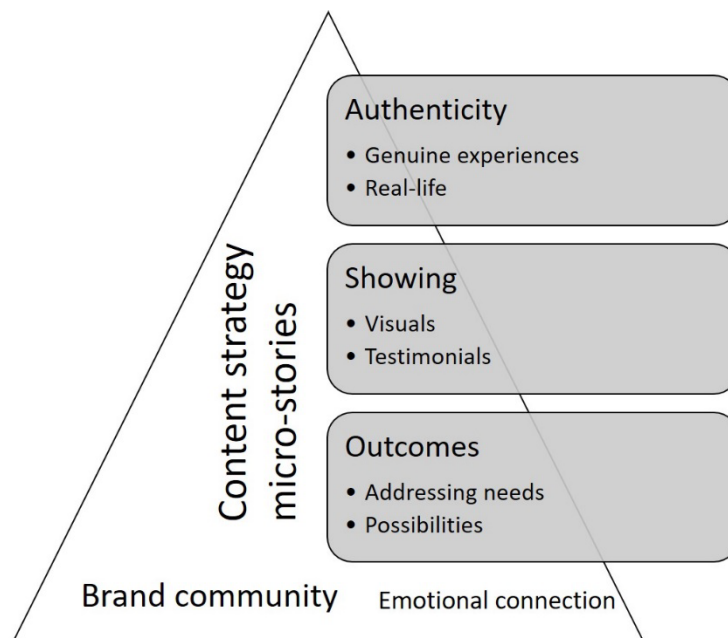 Authenticity
• Genuine experiences
• Real-life
Showing
• Visuals
• Testimonials
Outcomes
• Addressing needs
• Possibilities
Content strategy
micro-stories
Brand community
Emotional connection